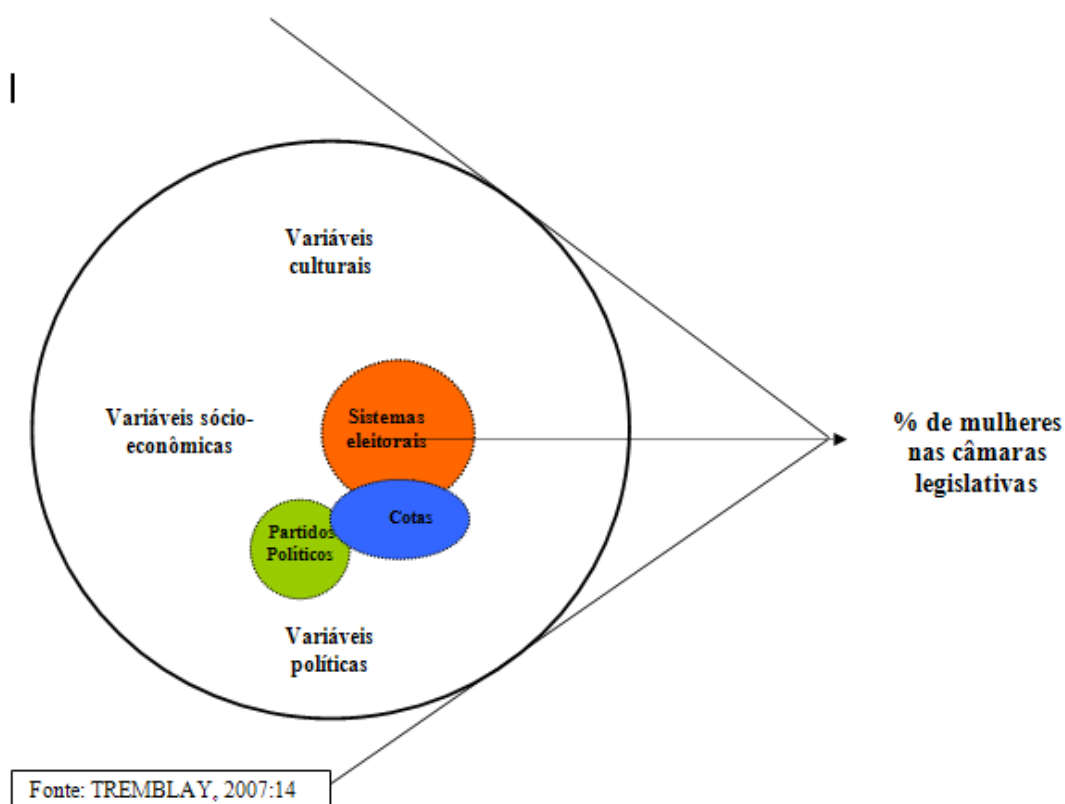 Variáveis
culturais
Variáveis sócio-
econômicas
Sistemas
eleitorais
% de mulheres
nas câmaras
legislativas
Cotas
Partidos
Políticos
Variáveis
políticas
Fonte: TREMBLAY, 2007:14